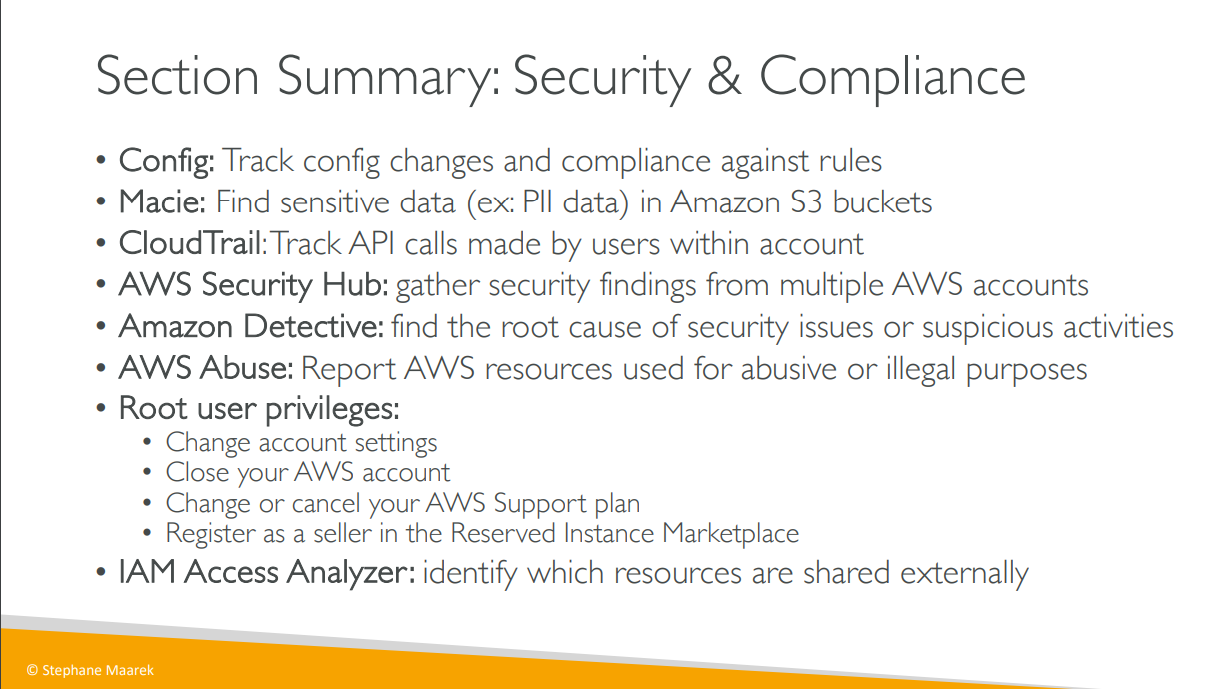 Section Summary: Security & Compliance
• Config: Track config changes and compliance against rules
• Macie: Find sensitive data (ex: PII data) in Amazon S3 buckets
• CloudTrail: Track API calls made by users within account
• AWS Security Hub: gather security findings from multiple AWS accounts
• Amazon Detective: find the root cause of security issues or suspicious activities
• AWS Abuse: Report AWS resources used for abusive or illegal purposes
• Root user privileges:
• Change account settings
• Close your AWS account
• Change or cancel your AWS Support plan
• Register as a seller in the Reserved Instance Marketplace
• IAM Access Analyzer: identify which resources are shared externally
© Stephane Maarek